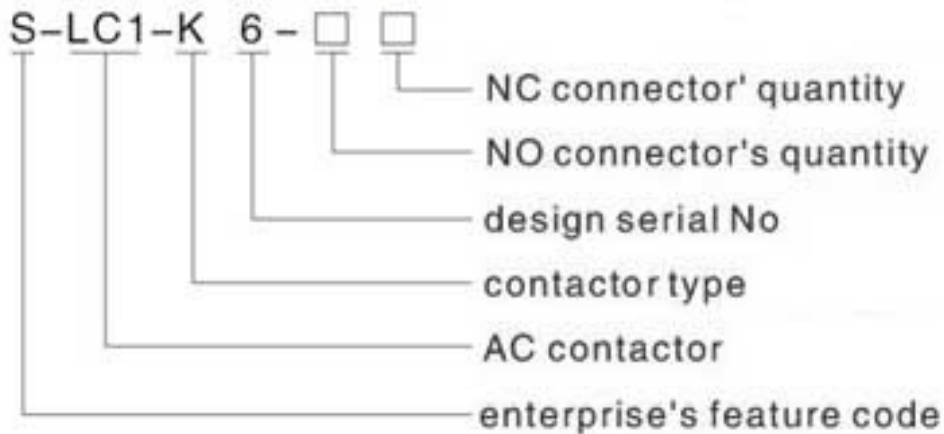 S-LC1-K 6-□ □
NC connector' quantity
NO connector's quantity
design serial No
contactor type
AC contactor
enterprise's feature code